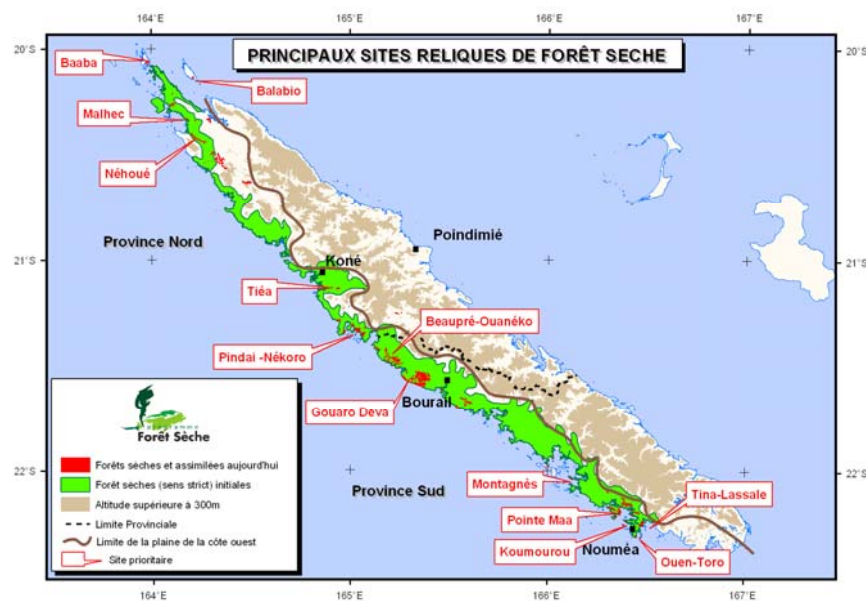 164°E 165°E 166°E 167°E
20°S 20°S
PRINCIPAUX SITES RELIQUES DE FORÊT SECHE
Baaba
Balabio
Malhec
Néhoué
Province Nord
Poindimié
21°S 21°S
Koné
Tiéa
Beaupré-Ouanéko
Pindai -Nékoro
Gouaro Deva
Bourail
programme
Forêt Sèche
Forêts sèches et assimilées aujourd'hui
Foret sèches (sens strict) initiales
Altitude supérieure à 300m
Limite Provinciale
Limite de la plaine de la côte ouest
Site prioritaire
22°S 22°S
Province Sud
Montagnès
Tina-Lassale
Pointe Maa
Koumourou
Nouméa
Ouen-Toro
164°E 165°E 166°E 167°E